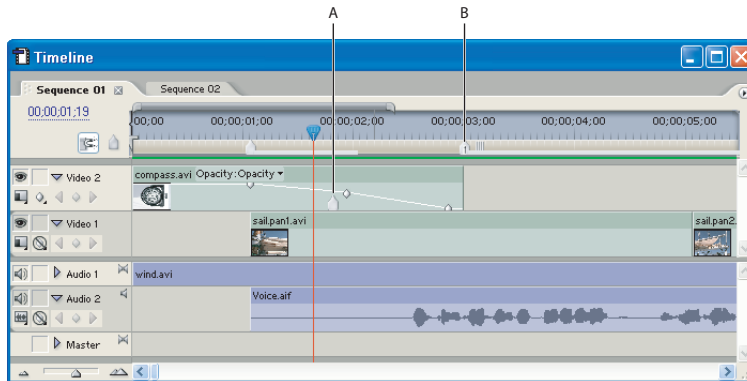 A B
Timeline
Sequence 01 Sequence 02
00;00;01;19
00;00 00;00;01;00 00;00;02;00 00;00;03;00 00;00;04;00 00;00;05;00
1
Video 2
compass.avi Opacity:Opacity
Video 1
sail.pan1.avi
sail.pan2.
Audio 1
wind.avi
Audio 2
Voice.aif
Master